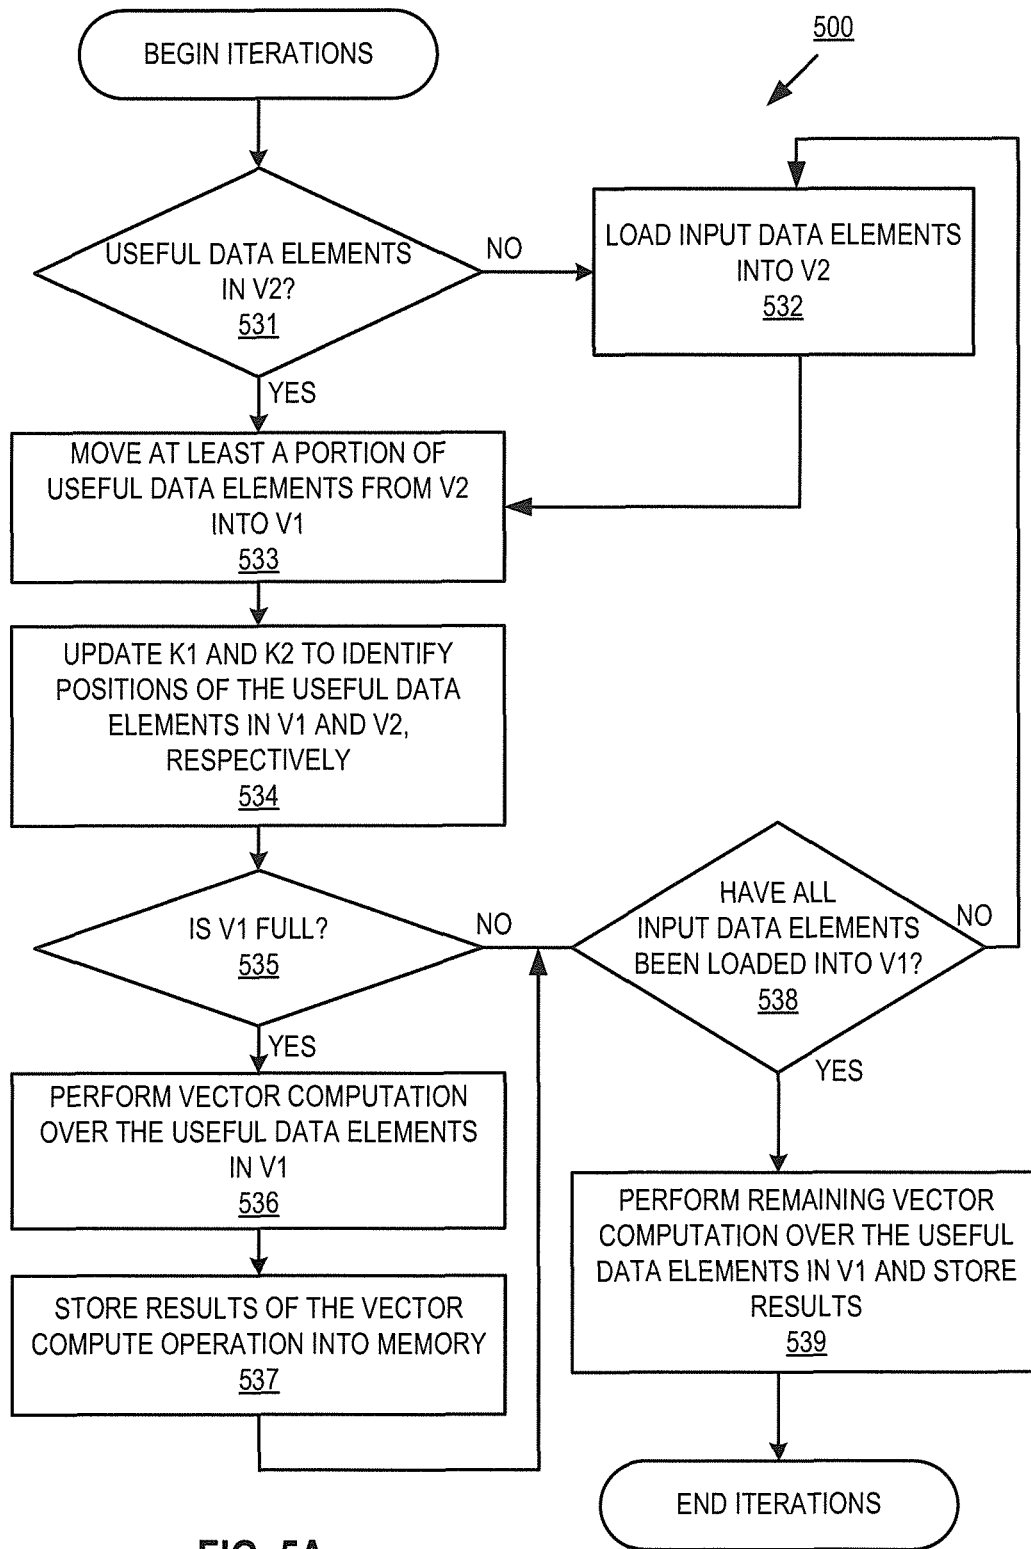 BEGIN ITERATIONS
500
USEFUL DATA ELEMENTS
IN V2?
531
NO
YES
LOAD INPUT DATA ELEMENTS
INTO V2
532
MOVE AT LEAST A PORTION OF
USEFUL DATA ELEMENTS FROM V2
INTO V1
533
UPDATE K1 AND K2 TO IDENTIFY
POSITIONS OF THE USEFUL DATA
ELEMENTS IN V1 AND V2,
RESPECTIVELY
534
IS V1 FULL?
535
NO
YES
HAVE ALL
INPUT DATA ELEMENTS
BEEN LOADED INTO V1?
538
NO
YES
PERFORM VECTOR COMPUTATION
OVER THE USEFUL DATA ELEMENTS
IN V1
536
STORE RESULTS OF THE VECTOR
COMPUTE OPERATION INTO MEMORY
537
PERFORM REMAINING VECTOR
COMPUTATION OVER THE USEFUL
DATA ELEMENTS IN V1 AND STORE
RESULTS
539
END ITERATIONS
FIG. 5A